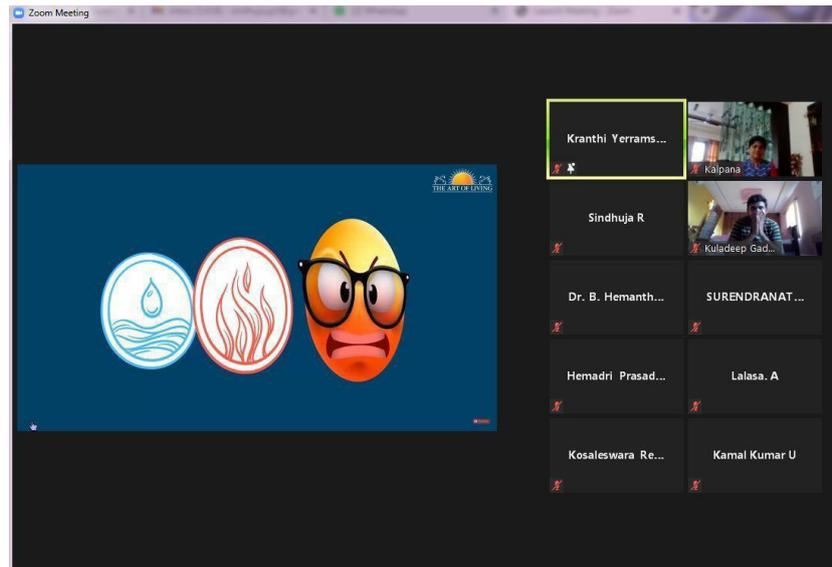 Zoom Meeting
THE ART OF LIVING
Kranthi Yerrams...
Kalpana
Sindhuja R
Kuladeep Gad...
Dr. B. Hemanth...
SURENDRANAT...
Hemadri Prasad...
Lalasa. A
Kosaleswara Re...
Kamal Kumar U